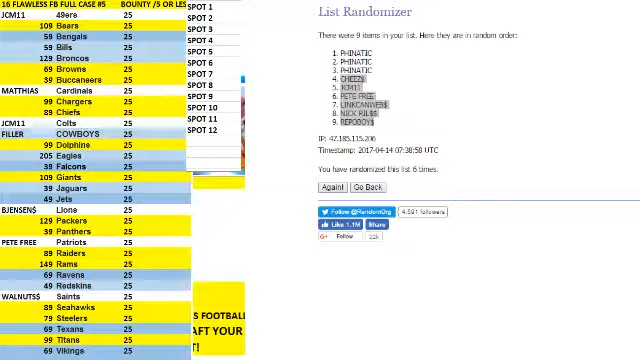 16 FLAWLESS FB FULL CASE #5 BOUNTY /5 OR LES
JCM11 49ers 25
109 Bears 25
59 Bengals 25
59 Bills 25
129 Broncos 25
69 Browns 25
39 Buccaneers 25
MATTHIAS Cardinals 25
99 Chargers 25
89 Chiefs 25
JCM11 Colts 25
FILLER COWBOYS 25
99 Dolphins 25
205 Eagles 25
39 Falcons 25
109 Giants 25
39 Jaguars 25
49 Jets 25
BJENSEN$ Lions 25
129 Packers 25
39 Panthers 25
PETE FREE Patriots 25
89 Raiders 25
149 Rams 25
69 Ravens 25
49 Redskins 25
WALNUTS$ Saints 25
89 Seahawks 25
79 Steelers 25
69 Texans 25
99 Titans 25
69 Vikings 25
SPOT 1
SPOT 2
SPOT 3
SPOT 4
SPOT 5
SPOT 6
SPOT 7
SPOT 8
SPOT 9
SPOT 10
SPOT 11
SPOT 12
S FOOTBAL
AFT YOUR
T!
List Randomizer
There were 9 items in your list. Here they are in random order:
1. PHINATIC
2. PHINATIC
3. PHINATIC
4. CHEEZ$
5. JCM11
6. PETE FREE
7. LINKCANWEB$
8. NICK RIL$$
9. REPOBOY$
IP: 47.185.115.206
Timestamp: 2017-04-14 07:38:58 UTC
You have randomized this list 6 times.
Again! Go Back
Follow @RandomOrg 4,591 followers
Like 1.1M Share
G+ Follow 22k